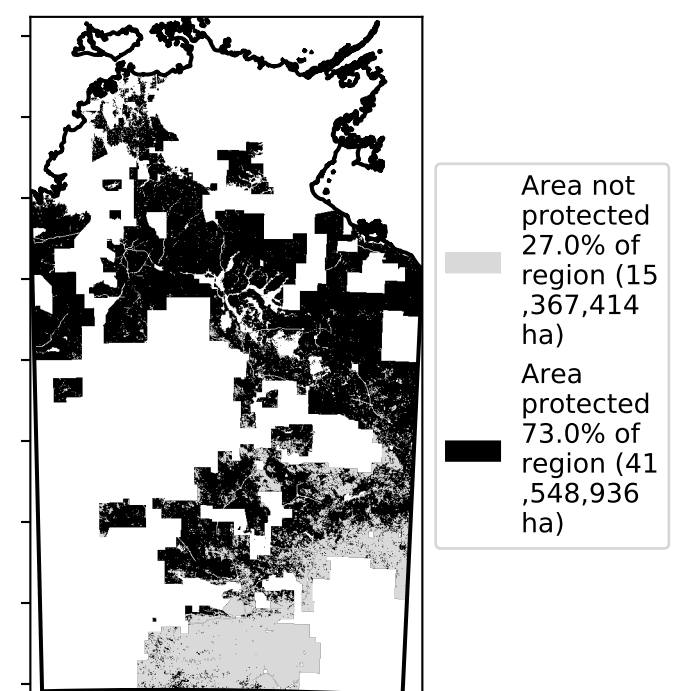 Area not
protected
27.0% of
region (15
,367,414
ha)
Area
protected
73.0% of
region (41
,548,936
ha)